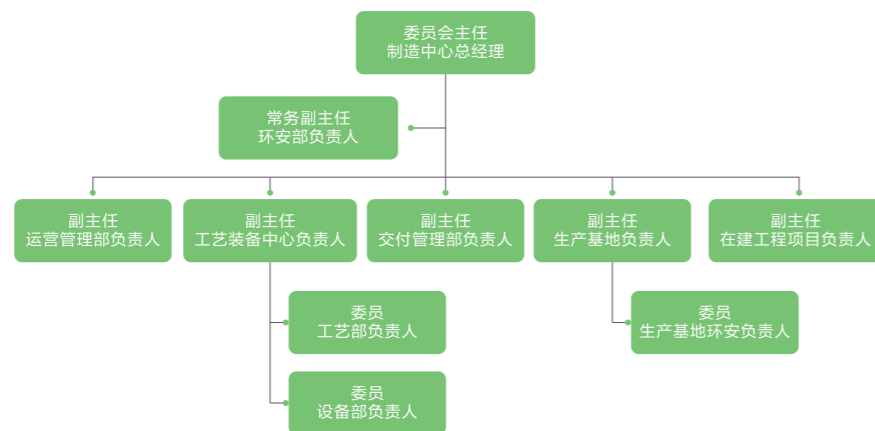 委员会主任
制造中心总经理
常务副主任
环安部负责人
副主任
运营管理部负责人
副主任
工艺装备中心负责人
副主任
交付管理部负责人
副主任
生产基地负责人
副主任
在建工程项目负责人
委员
工艺部负责人
委员
生产基地环安负责人
委员
设备部负责人